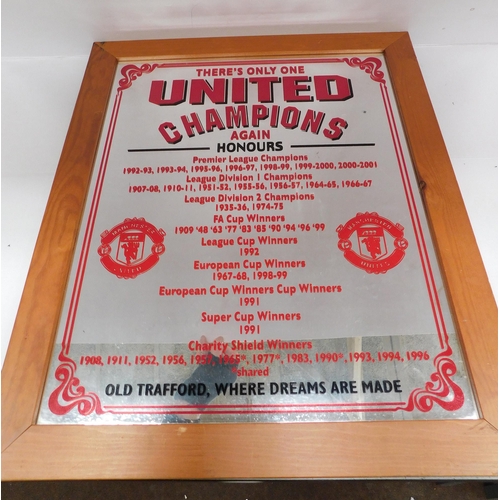 THERE'S ONLY ONE
UNITED
CHAMPIONS
AGAIN
HONOURS
Premier League Champions
1992-93, 1993-94, 1995-96, 1996-97, 1998-99, 1999-2000, 2000-2001
League Division 1 Champions
1907-08, 1910-11, 1951-52, 1955-56, 1956-57, 1964-65, 1966-67
League Division 2 Champions
1935-36, 1974-75
FA Cup Winners
1909 '48 '63 '77 '83 '85 '90 '94 '96 '99
League Cup Winners
1992
European Cup Winners
1967-68, 1998-99
European Cup Winners Cup Winners
1991
Super Cup Winners
1991
MANCHESTER
UNITED
MANCHESTER
UNITED
Charity Shield Winners
1908, 1911, 1952, 1956, 1957, 1965*, 1977*, 1983, 1990*, 1993, 1994, 1996
*shared
OLD TRAFFORD, WHERE DREAMS ARE MADE